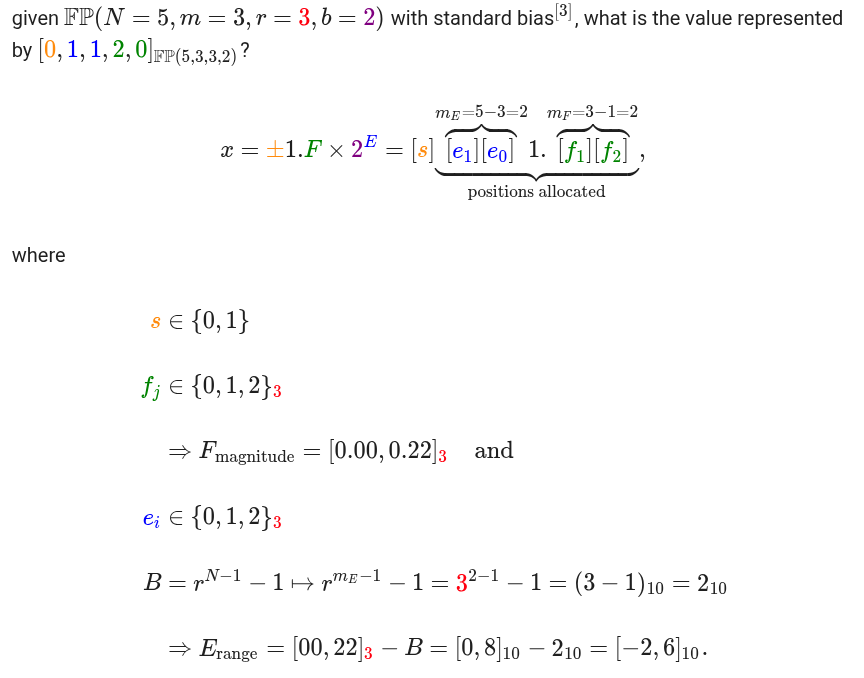 given 𝔽ℙ(N = 5, m = 3, r = 3, b = 2) with standard bias[3], what is the value represented
by [0, 1, 1, 2, 0]𝔽ℙ(5,3,3,2)?
m_E=5−3=2 m_F=3−1=2
x = ±1.F × 2^E = [s] [e₁][e₀] 1. [f₁][f₂] ,
positions allocated
where
s ∈ {0, 1}
f_j ∈ {0, 1, 2}₃
⇒ F_magnitude = [0.00, 0.22]₃ and
e_i ∈ {0, 1, 2}₃
B = r^{N−1} − 1 ↦ r^{m_E−1} − 1 = 3^{2−1} − 1 = (3 − 1)₁₀ = 2₁₀
⇒ E_range = [00, 22]₃ − B = [0, 8]₁₀ − 2₁₀ = [−2, 6]₁₀.